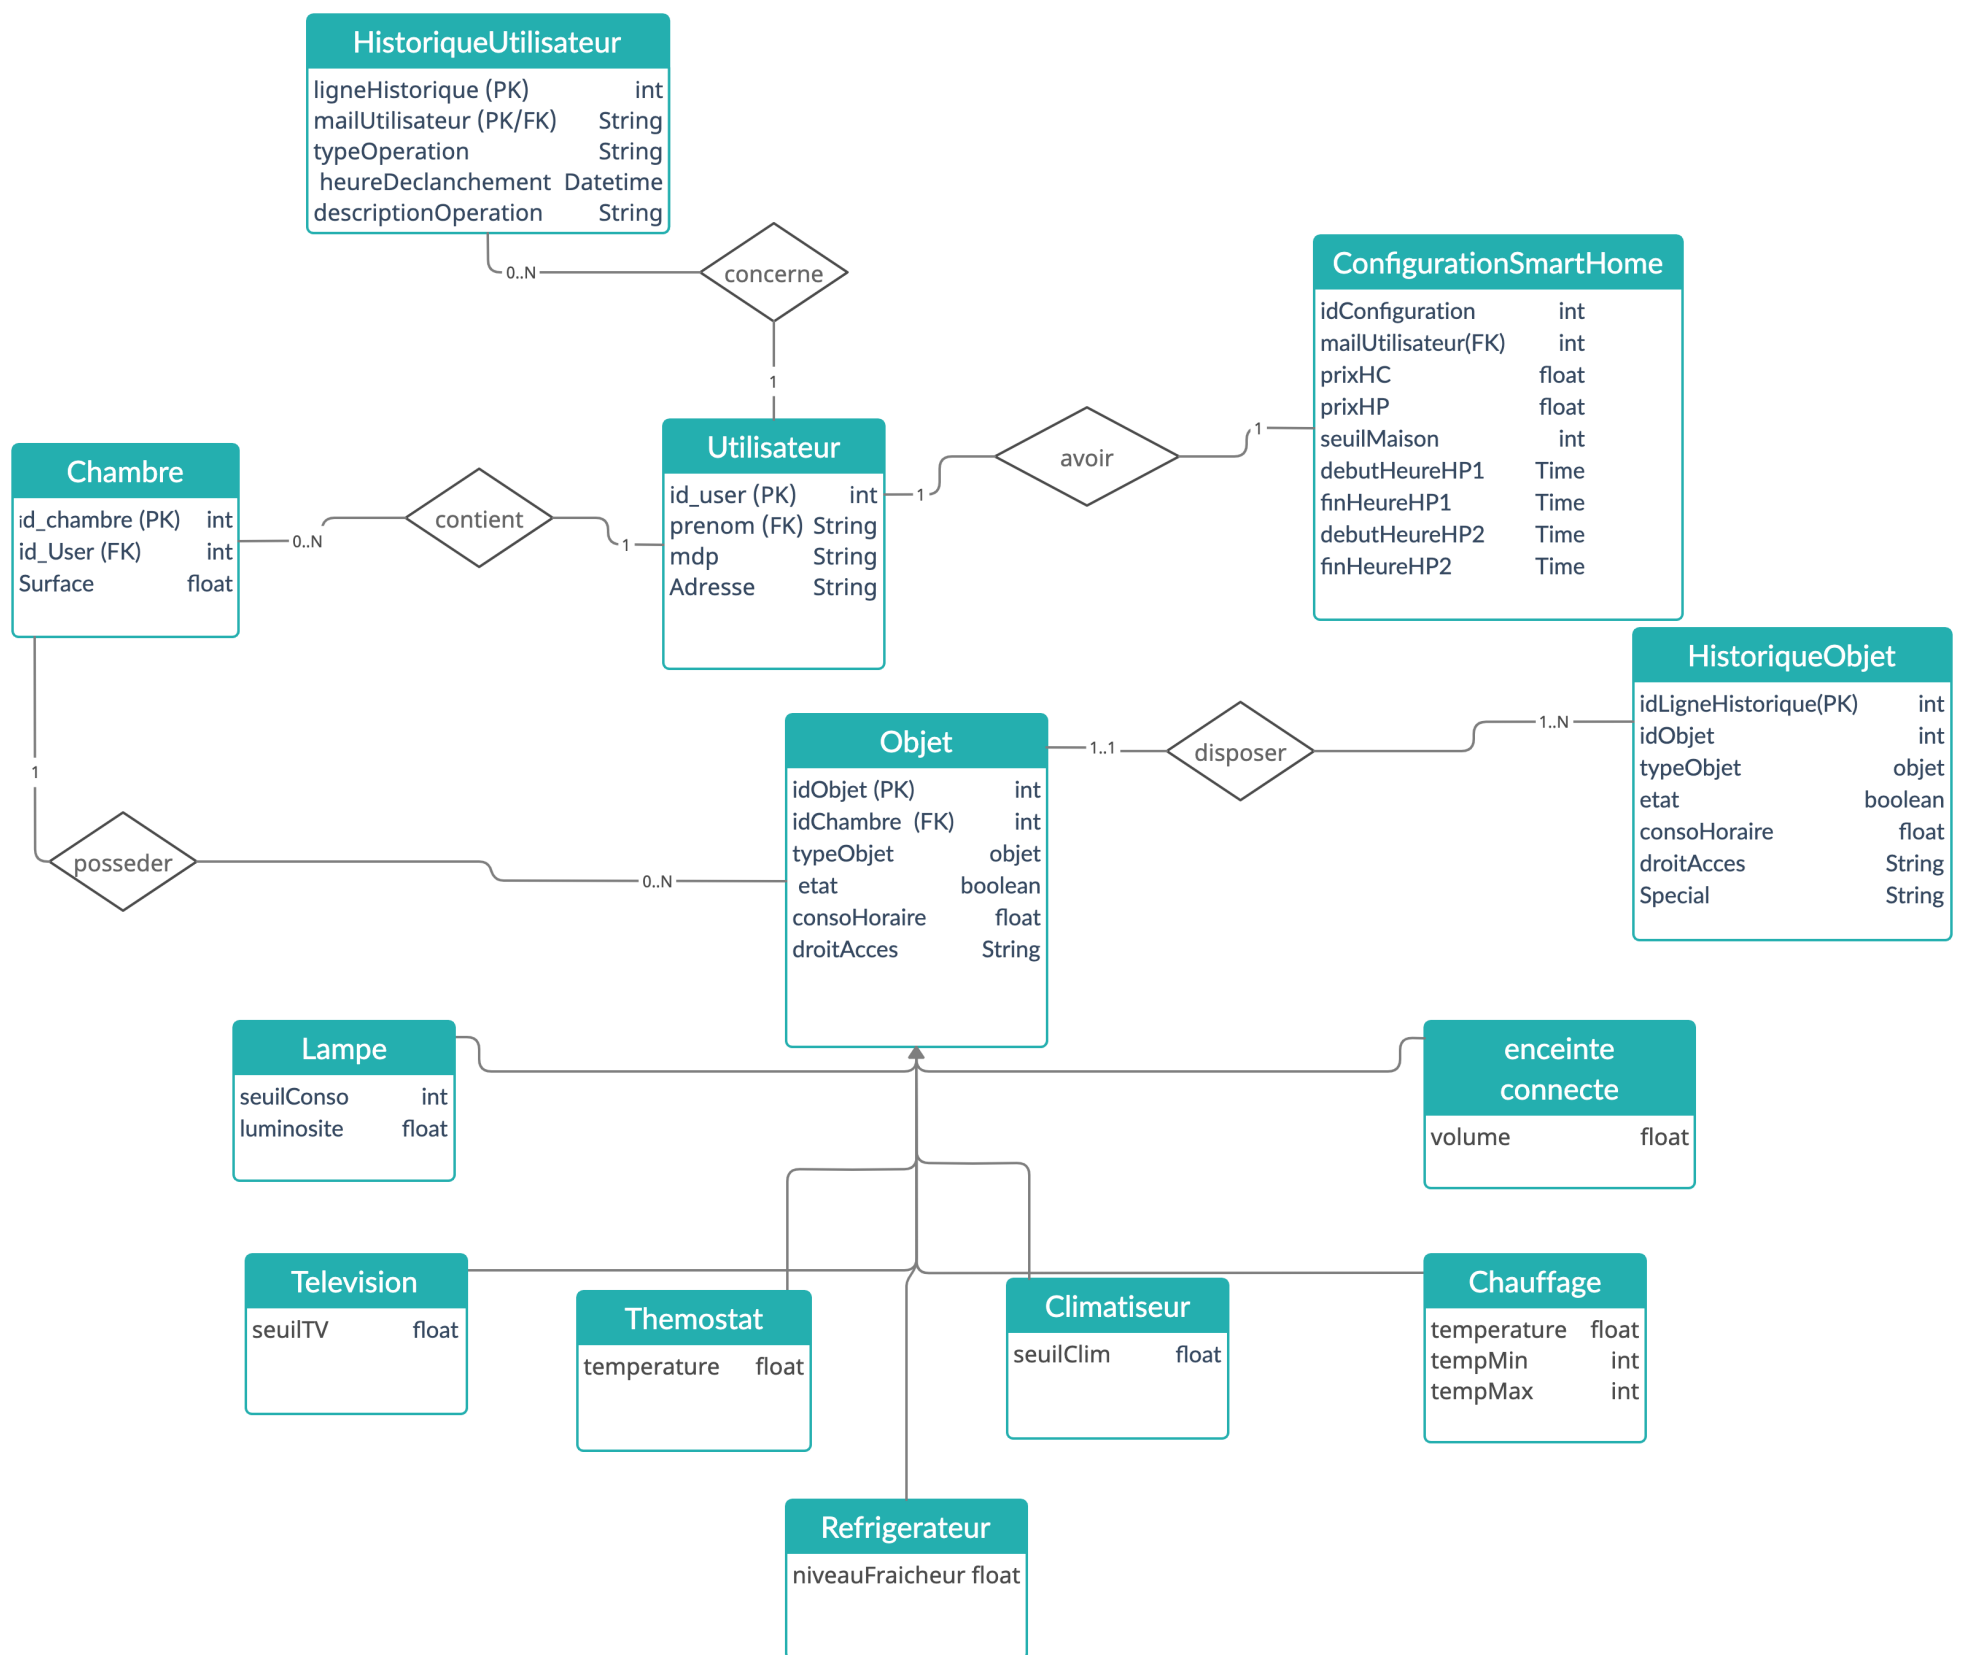 HistoriqueUtilisateur
ligneHistorique (PK) int
mailUtilisateur (PK/FK) String
typeOperation String
heureDeclanchement Datetime
descriptionOperation String
0..N
concerne
1
ConfigurationSmartHome
idConfiguration int
mailUtilisateur(FK) int
prixHC float
prixHP float
seuilMaison int
debutHeureHP1 Time
finHeureHP1 Time
debutHeureHP2 Time
finHeureHP2 Time
Chambre
id_chambre (PK) int
id_User (FK) int
Surface float
0..N
contient
1
Utilisateur
id_user (PK) int
prenom (FK) String
mdp String
Adresse String
1
avoir
1
HistoriqueObjet
idLigneHistorique(PK) int
idObjet int
typeObjet objet
etat boolean
consoHoraire float
droitAcces String
Special String
Objet
idObjet (PK) int
idChambre (FK) int
typeObjet objet
etat boolean
consoHoraire float
droitAcces String
1..1
disposer
1..N
1
posseder
0..N
Lampe
seuilConso int
luminosite float
enceinte
connecte
volume float
Television
seuilTV float
Themostat
temperature float
Climatiseur
seuilClim float
Chauffage
temperature float
tempMin int
tempMax int
Refrigerateur
niveauFraicheur float